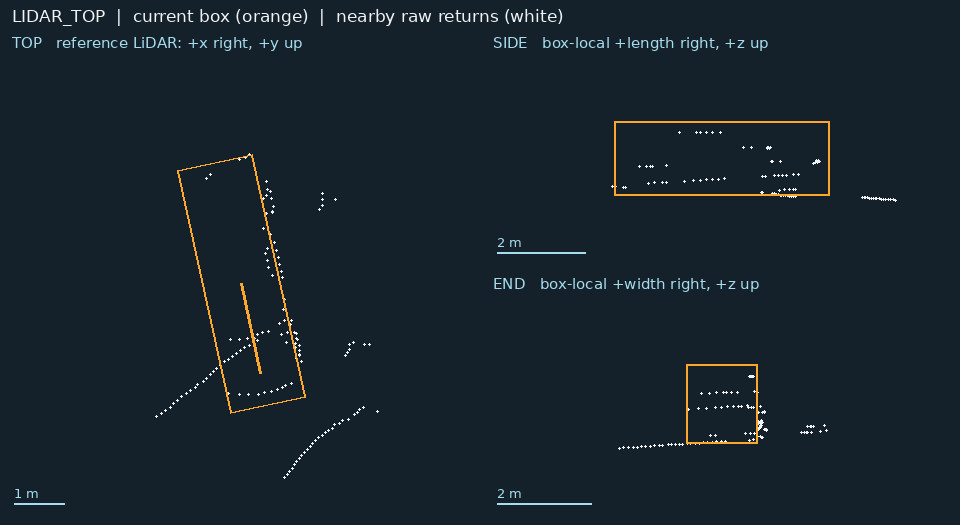 LIDAR_TOP | current box (orange) | nearby raw returns (white)
TOP reference LiDAR: +x right, +y up
SIDE box-local +length right, +z up
2 m
END box-local +width right, +z up
1 m
2 m